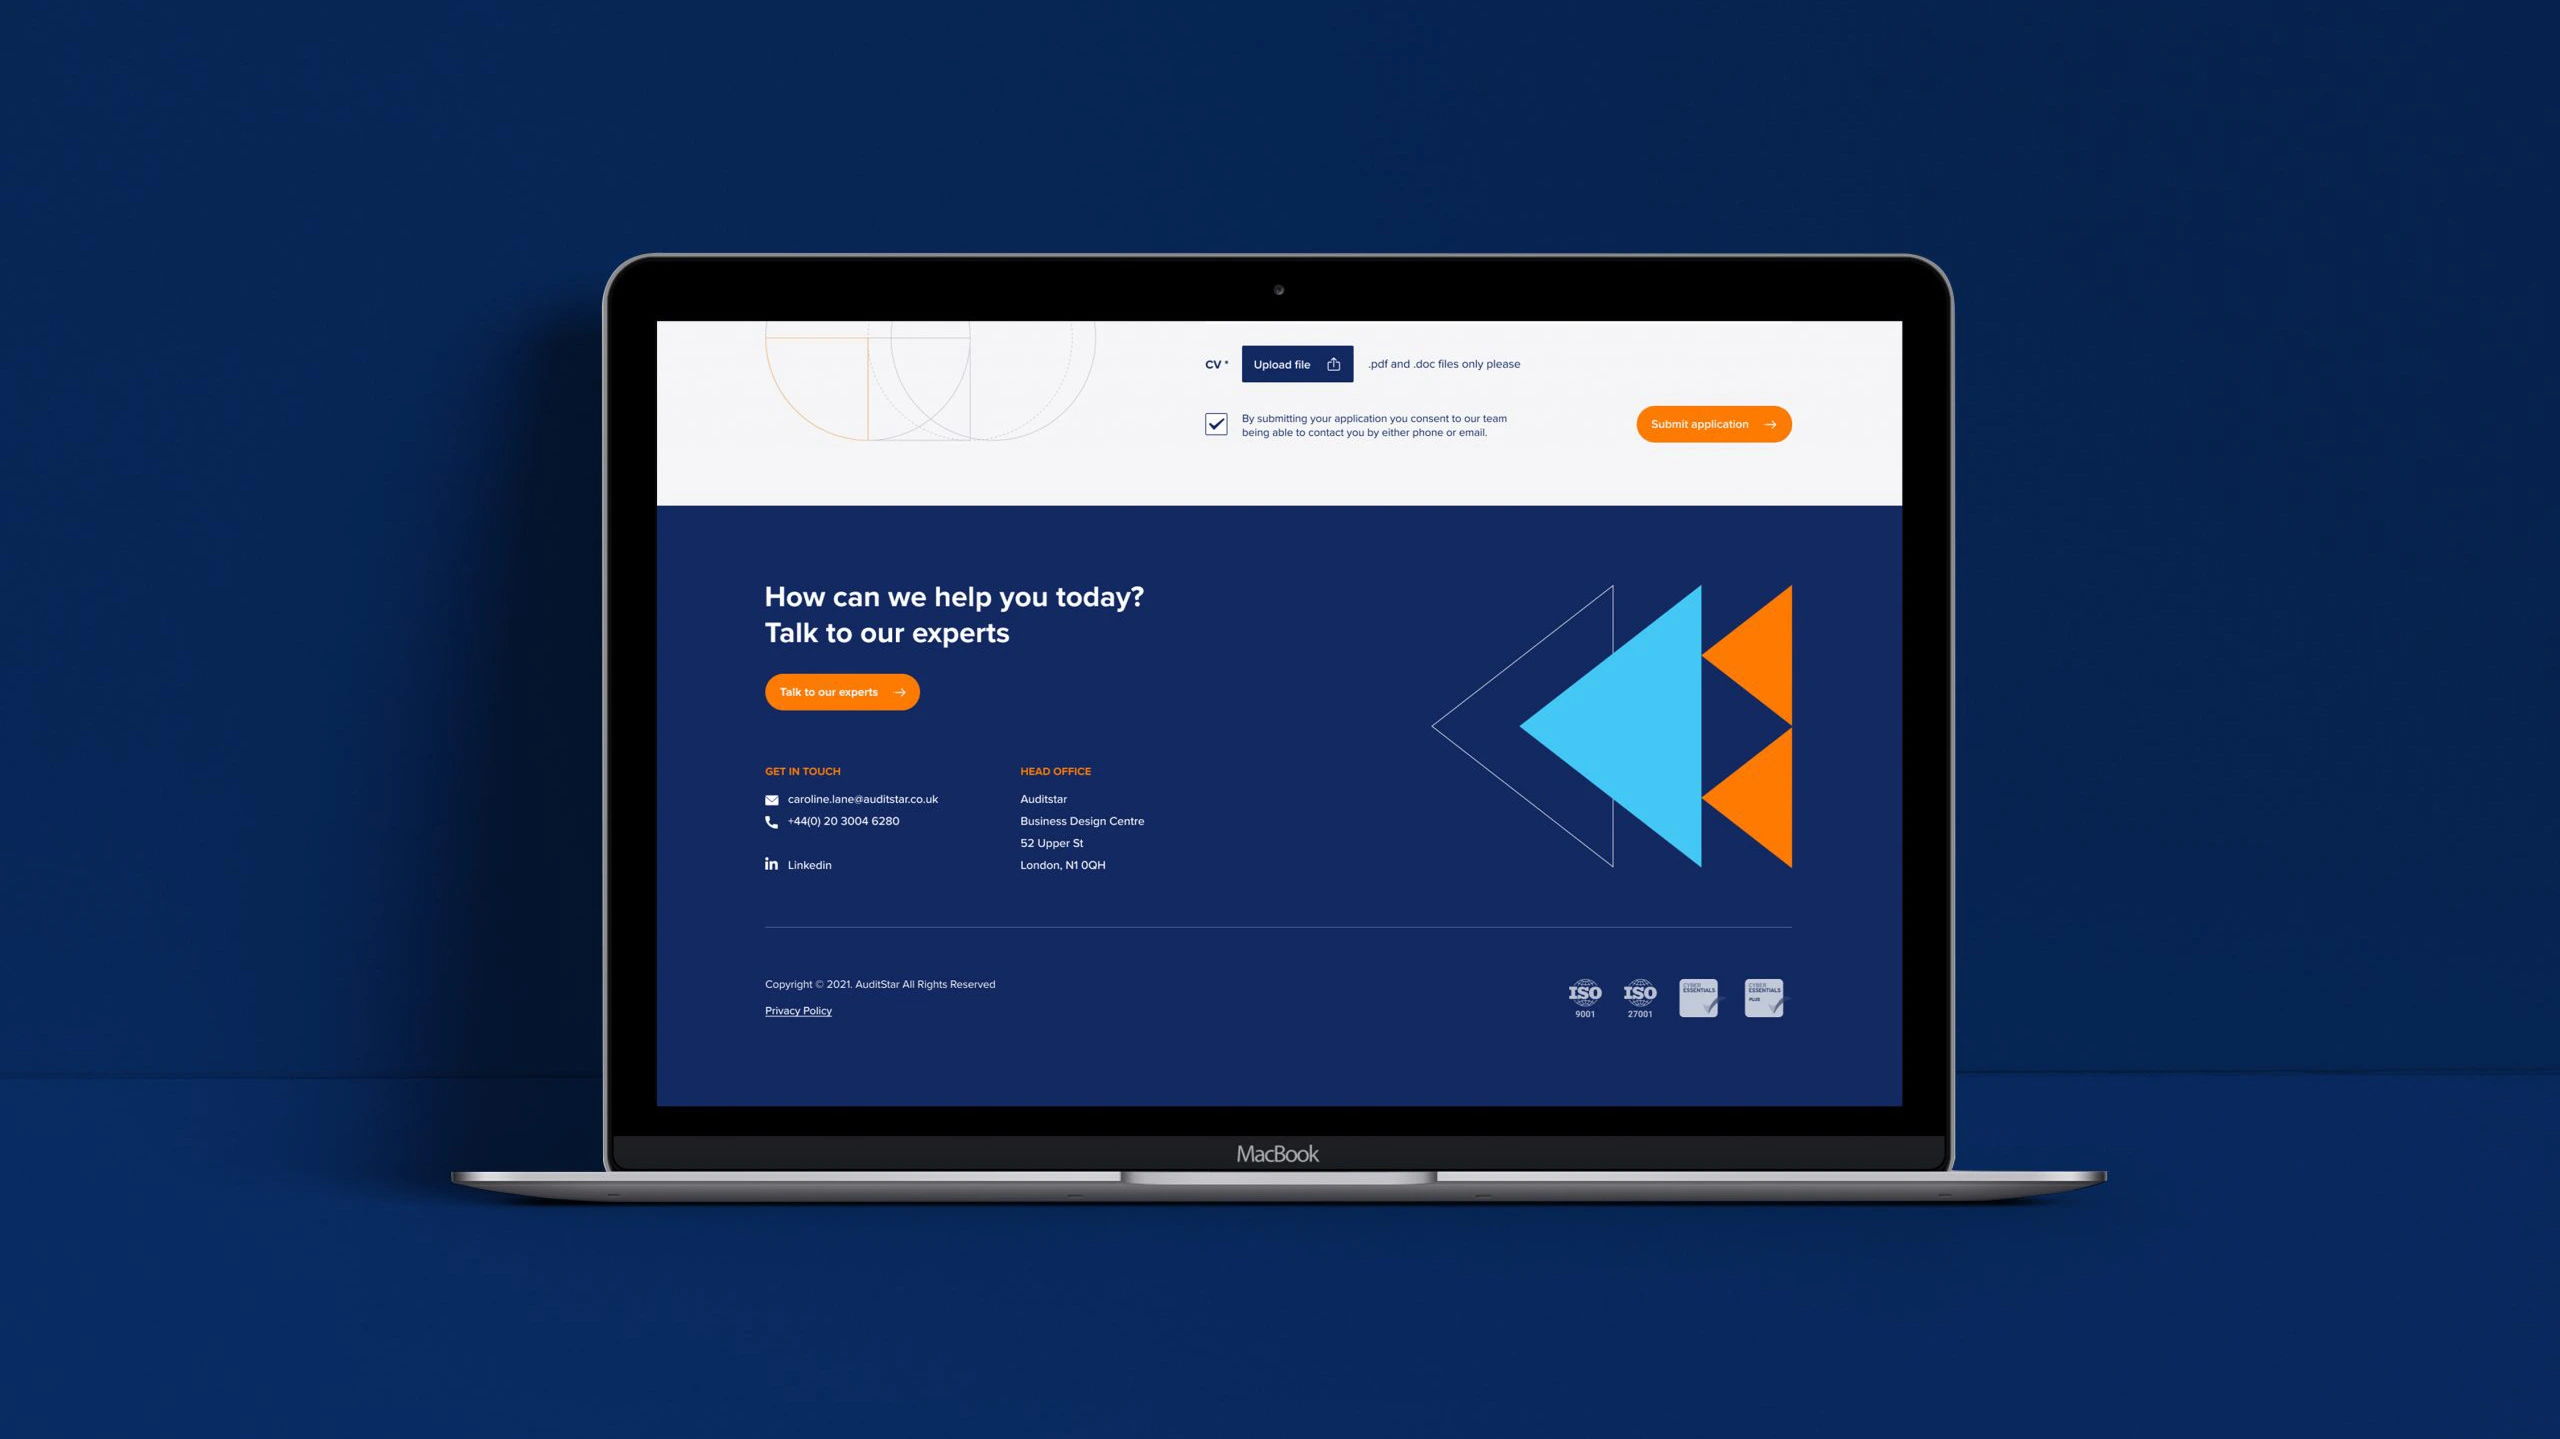 CV *
Upload file
.pdf and .doc files only please
By submitting your application you consent to our team
being able to contact you by either phone or email.
Submit application
How can we help you today?
Talk to our experts
Talk to our experts
GET IN TOUCH
caroline.lane@auditstar.co.uk
+44(0) 20 3004 6280
in Linkedin
HEAD OFFICE
Auditstar
Business Design Centre
52 Upper St
London, N1 0QH
Copyright © 2021. AuditStar All Rights Reserved
Privacy Policy
ISO
9001
ISO
27001
CYBER
ESSENTIALS
CYBER
ESSENTIALS
PLUS
MacBook